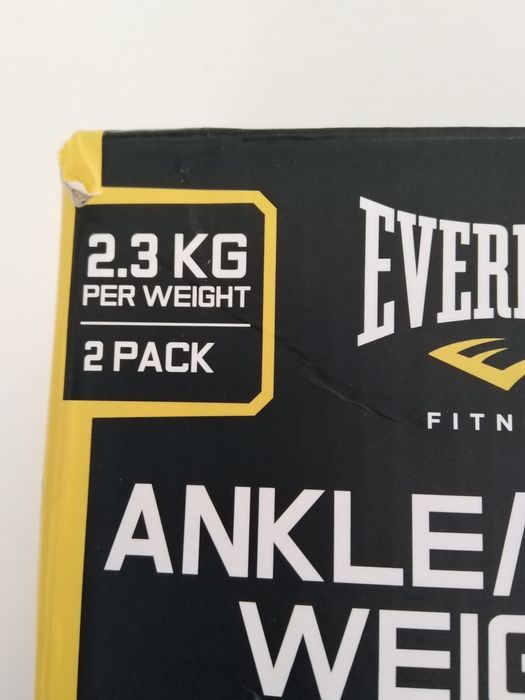 2.3 KG
PER WEIGHT
2 PACK
EVER
FITN
ANKLE/
WEIG